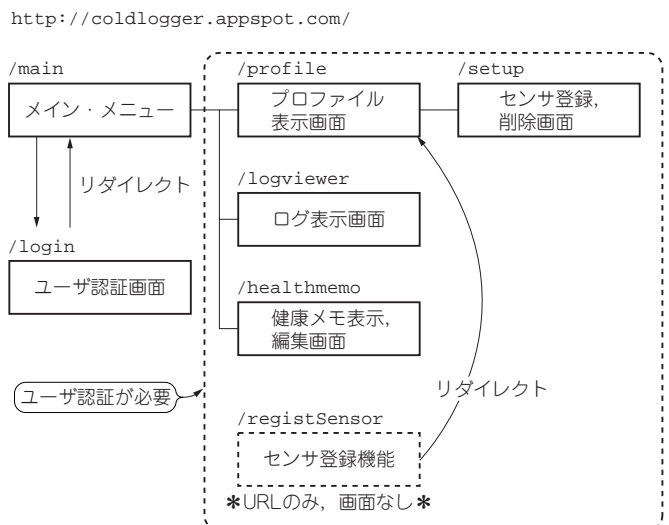 http://coldlogger.appspot.com/
/main
メイン・メニュー
リダイレクト
/login
ユーザ認証画面
ユーザ認証が必要
/profile
プロファイル
表示画面
/setup
センサ登録，
削除画面
/logviewer
ログ表示画面
/healthmemo
健康メモ表示，
編集画面
リダイレクト
/registSensor
センサ登録機能
＊URLのみ，画面なし＊